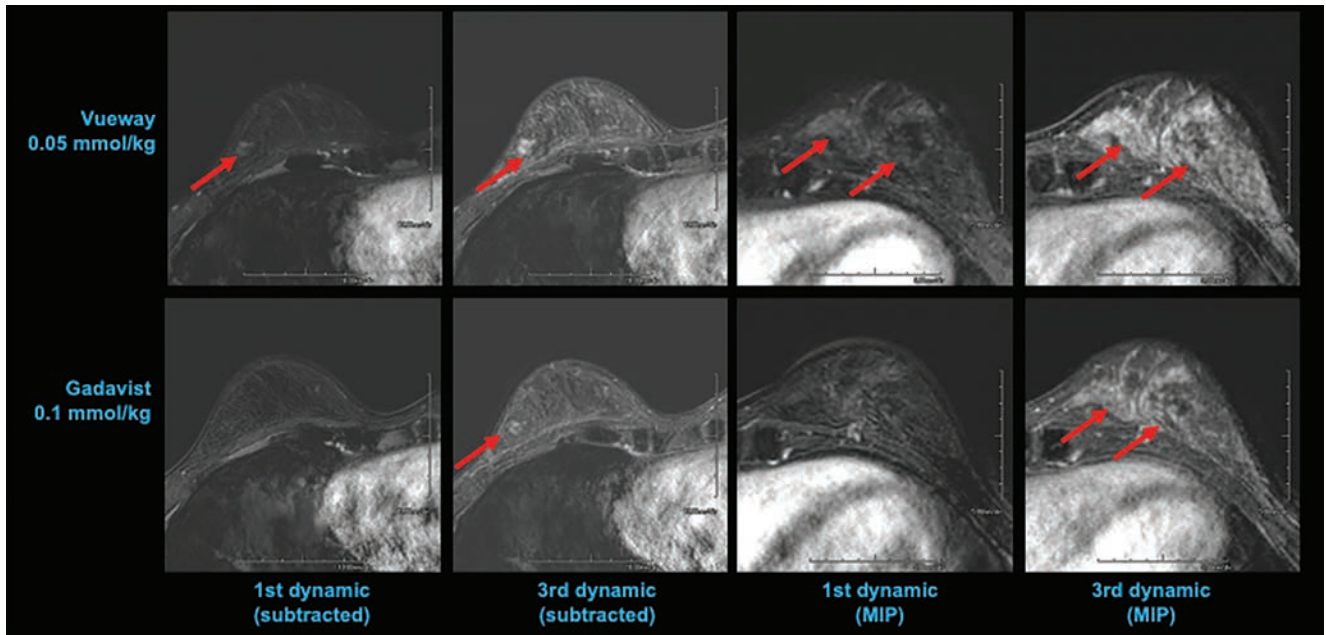 Vueway
0.05 mmol/kg
Gadavist
0.1 mmol/kg
1st dynamic
(subtracted)
3rd dynamic
(subtracted)
1st dynamic
(MIP)
3rd dynamic
(MIP)